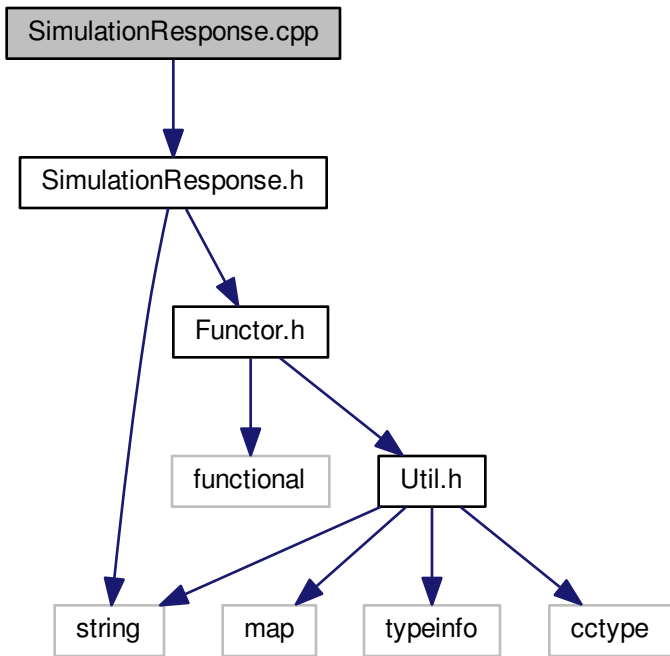 SimulationResponse.cpp
SimulationResponse.h
Functor.h
functional
Util.h
string
map
typeinfo
cctype